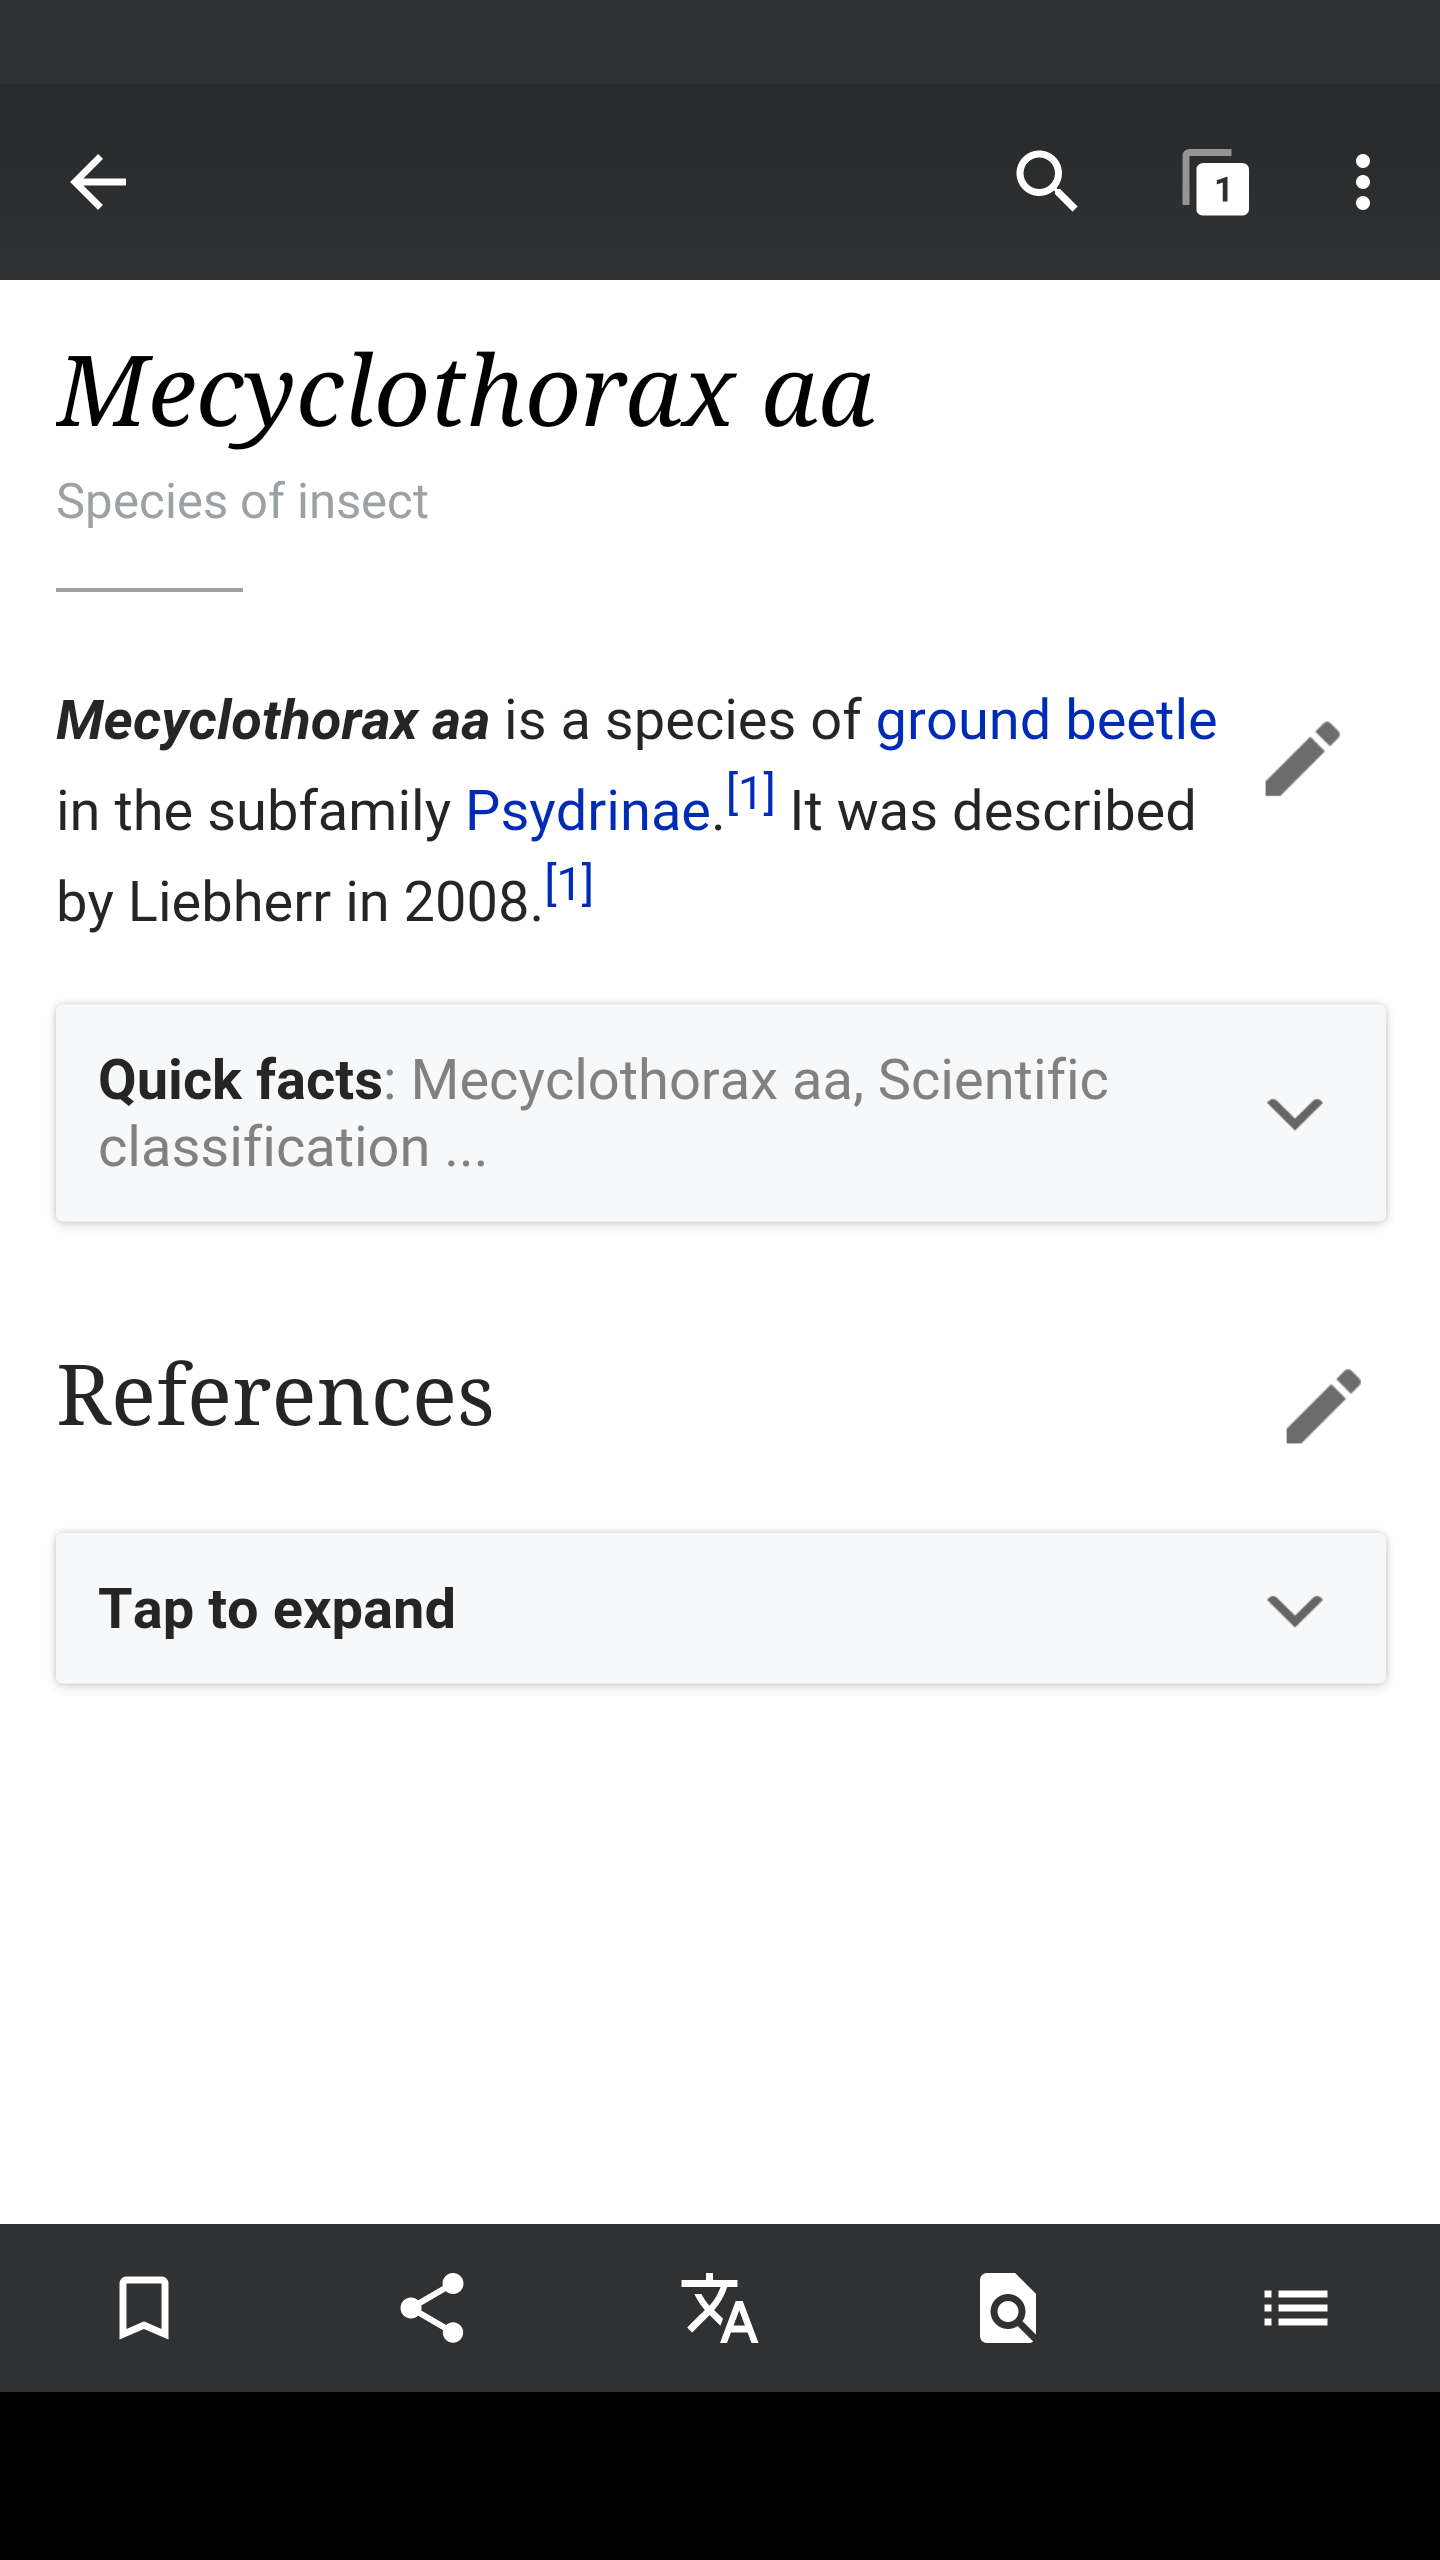 1
Mecyclothorax aa
Species of insect
Mecyclothorax aa is a species of ground beetle
in the subfamily Psydrinae.[1] It was described
by Liebherr in 2008.[1]
Quick facts: Mecyclothorax aa, Scientific
classification ...
References
Tap to expand